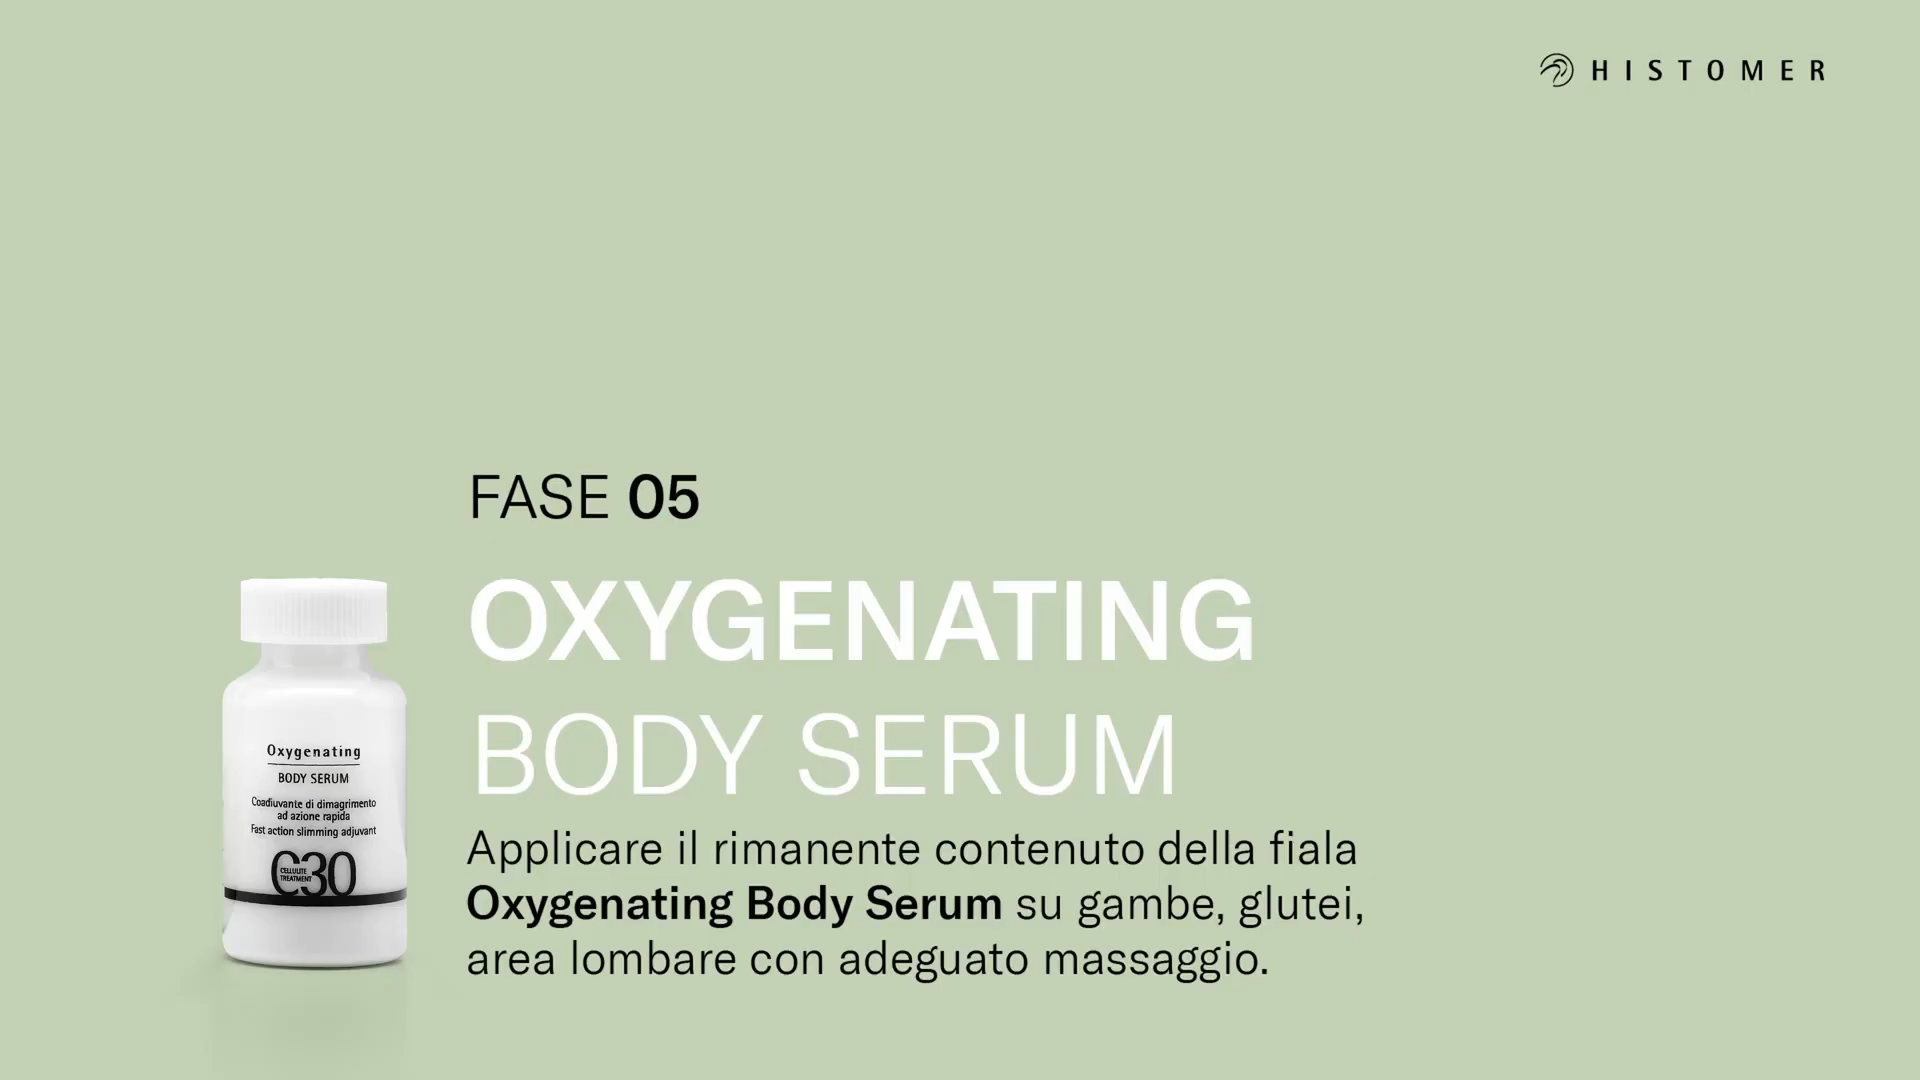 HISTOMER
FASE 05
OXYGENATING
BODY SERUM
Applicare il rimanente contenuto della fiala
Oxygenating Body Serum su gambe, glutei,
area lombare con adeguato massaggio.
Oxygenating
BODY SERUM
Coadiuvante di dimagrimento
ad azione rapida
Fast action slimming adjuvant
C30
CELLULITE
TREATMENT